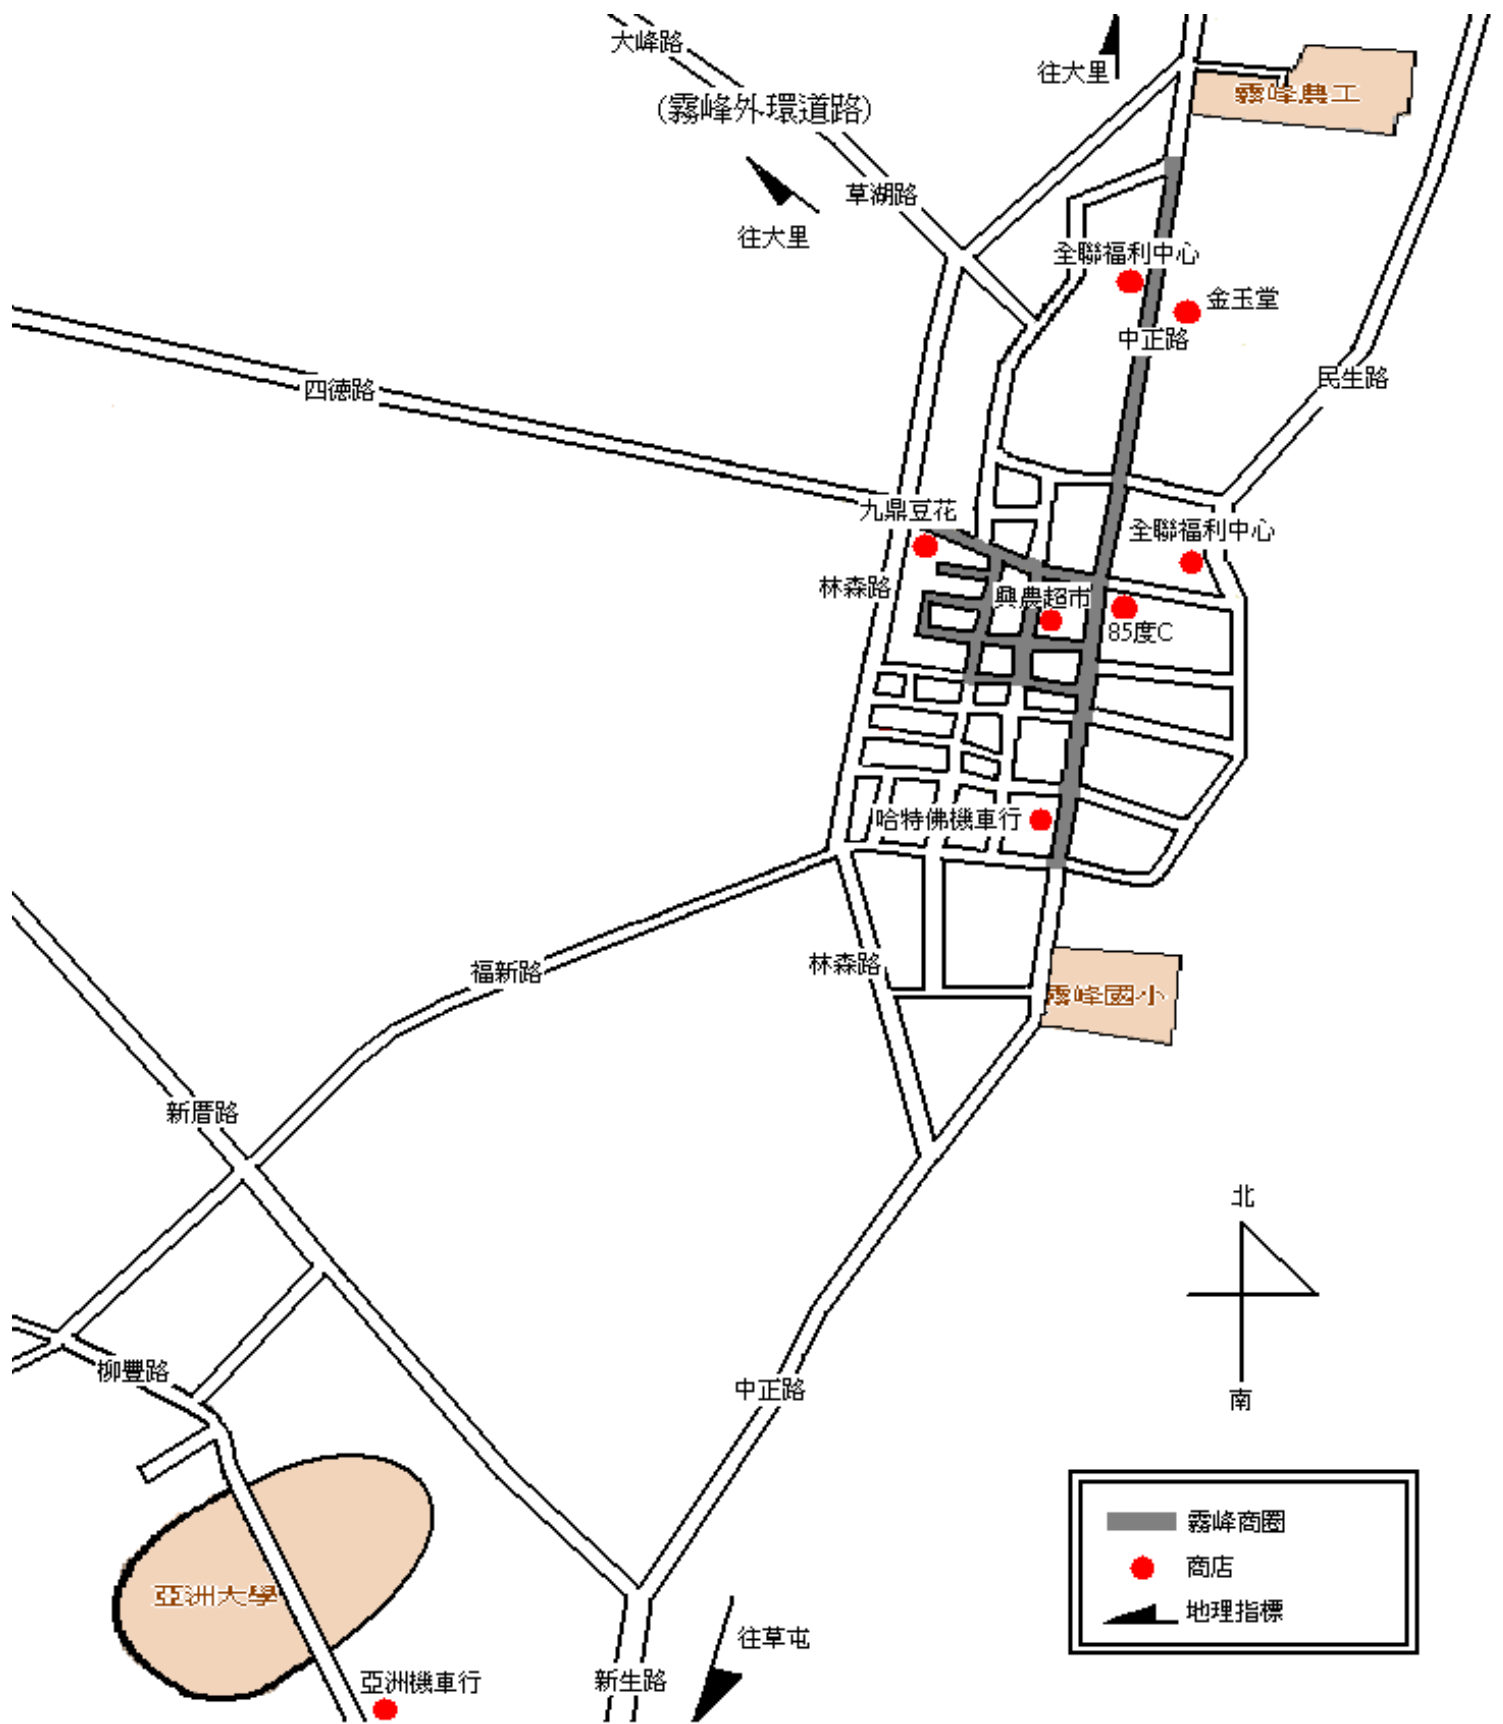 大峰路
往大里
霧峰農工
(霧峰外環道路)
草湖路
往大里
全聯福利中心
金玉堂
中正路
民生路
四德路
九鼎豆花
全聯福利中心
林森路
興農超市
85度C
哈特佛機車行
林森路
福新路
霧峰國小
新厝路
北
柳豐路
中正路
南
霧峰商圈
商店
亞洲大學
地理指標
往草屯
亞洲機車行
新生路